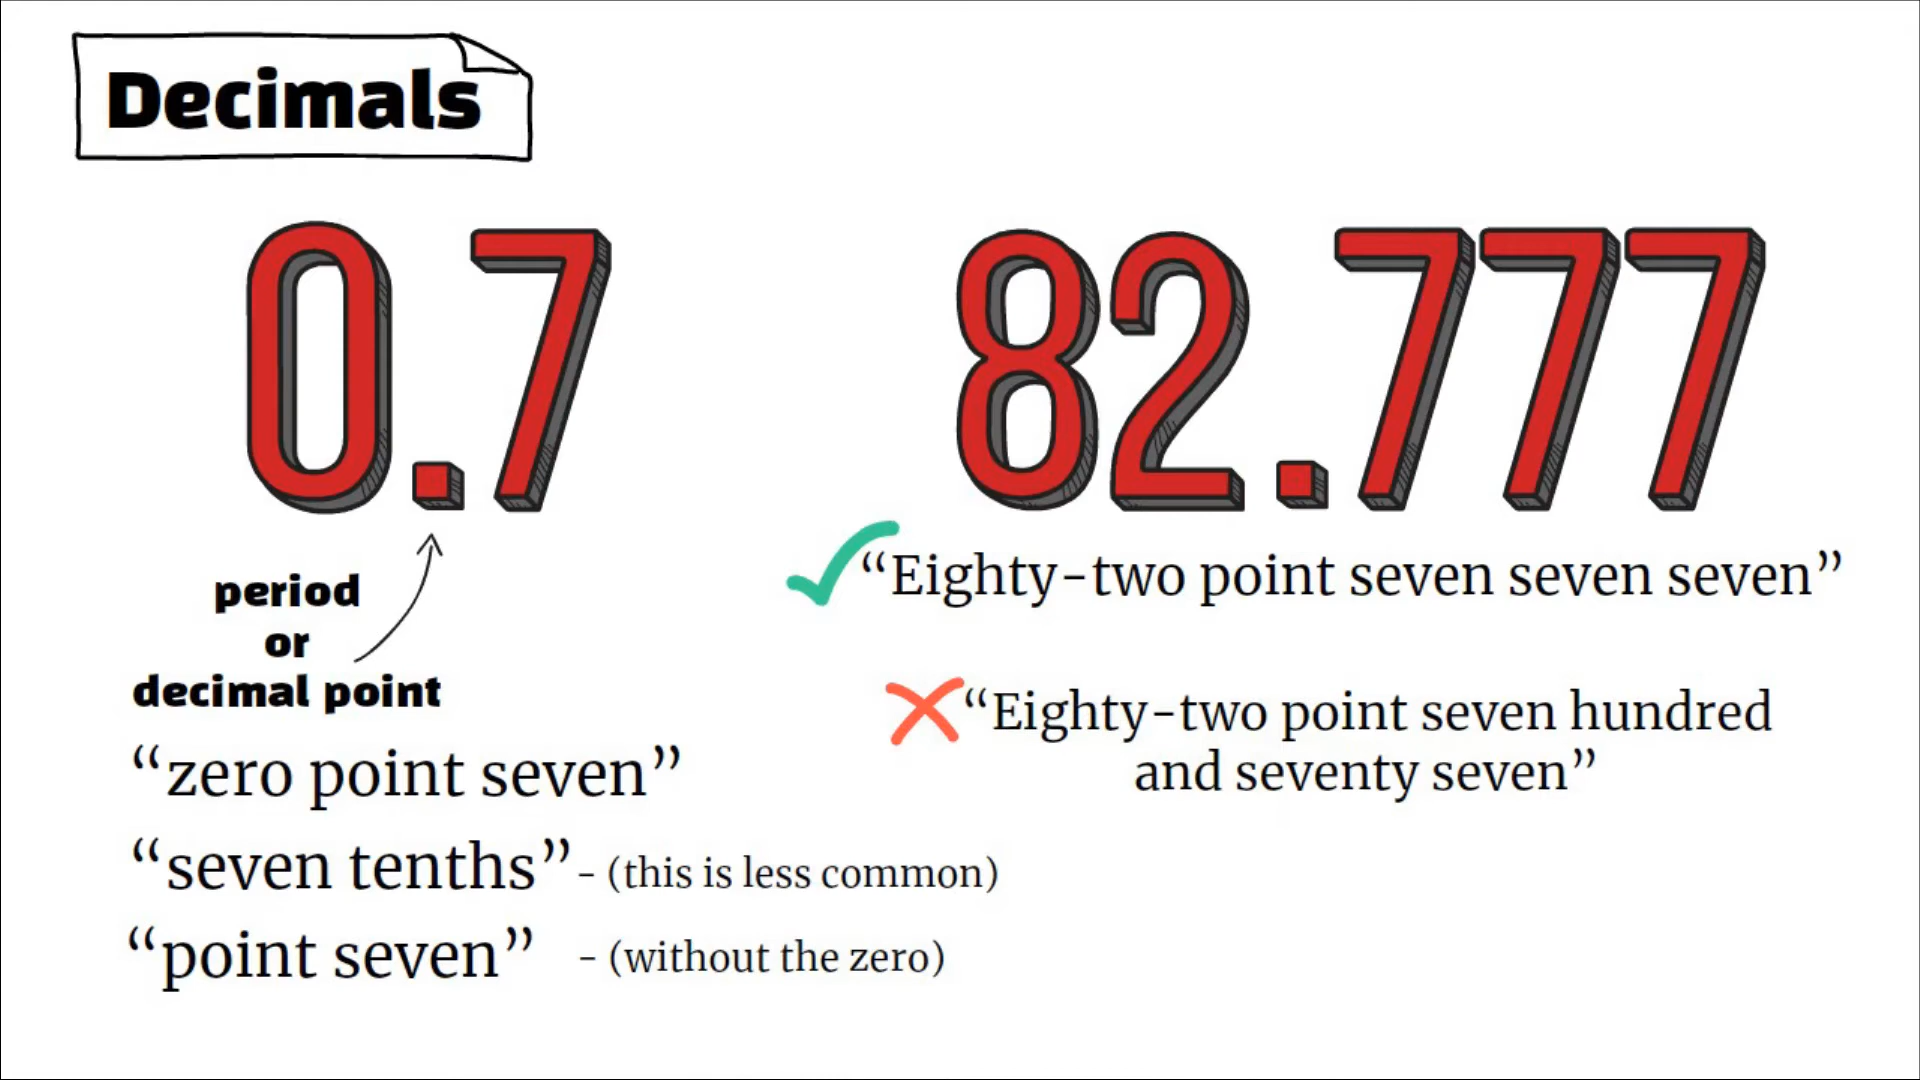 Decimals
0.7
period
or
decimal point
“zero point seven”
“seven tenths” - (this is less common)
“point seven” - (without the zero)
82.777
“Eighty-two point seven seven seven”
“Eighty-two point seven hundred
and seventy seven”